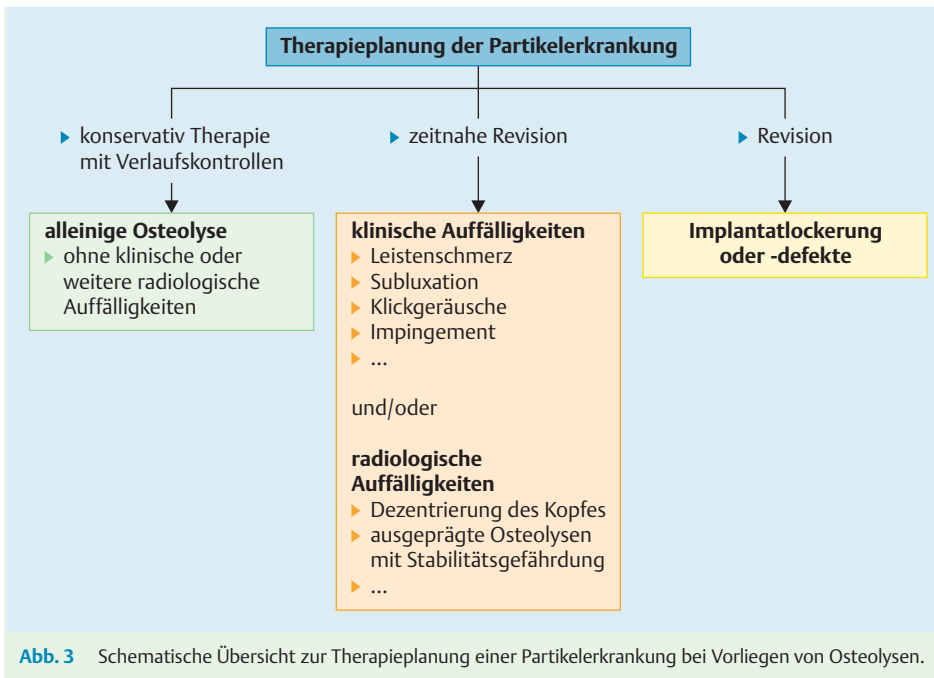 Therapieplanung der Partikelerkrankung
▶ konservativ Therapie
mit Verlaufskontrollen
▶ zeitnahe Revision
▶ Revision
alleinige Osteolyse
▶ ohne klinische oder
weitere radiologische
Auffälligkeiten
klinische Auffälligkeiten
▶ Leistenschmerz
▶ Subluxation
▶ Klickgeräusche
▶ Impingement
▶ ...
und/oder
radiologische
Auffälligkeiten
▶ Dezentrierung des Kopfes
▶ ausgeprägte Osteolysen
mit Stabilitätsgefährdung
▶ ...
Implantatlockerung
oder -defekte
Abb. 3 Schematische Übersicht zur Therapieplanung einer Partikelerkrankung bei Vorliegen von Osteolysen.